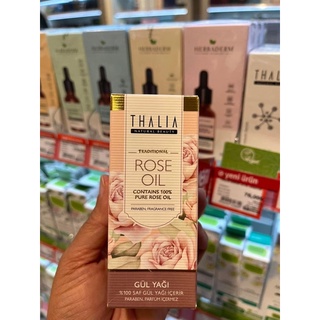 HERBADERM
HERBADERM
THALIA
THALIA
NATURAL BEAUTY
TRADITIONAL
ROSE
OIL
CONTAINS 100%
PURE ROSE OIL
PARABEN, FRAGRANCE FREE
GÜL YAĞI
%100 SAF GÜL YAĞI İÇERİR
PARABEN, PARFÜM İÇERMEZ
yeni ürün